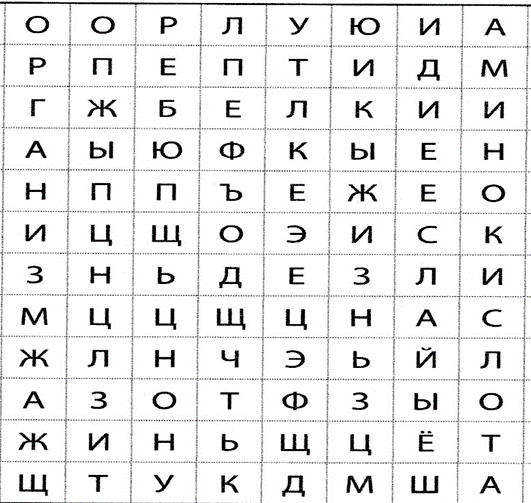 О О Р Л У Ю И А
Р П Е П Т И Д М
Г Ж Б Е Л К И И
А Ы Ю Ф К Ы Е Н
Н П П Ъ Е Ж Е О
И Ц Щ О Э И С К
З Н Ь Д Е З Л И
М Ц Ц Щ Ц Н А С
Ж Л Н Ч Э Ь Й Л
А З О Т Ф З Ы О
Ж И Н Ь Щ Ц Ё Т
Щ Т У К Д М Ш А